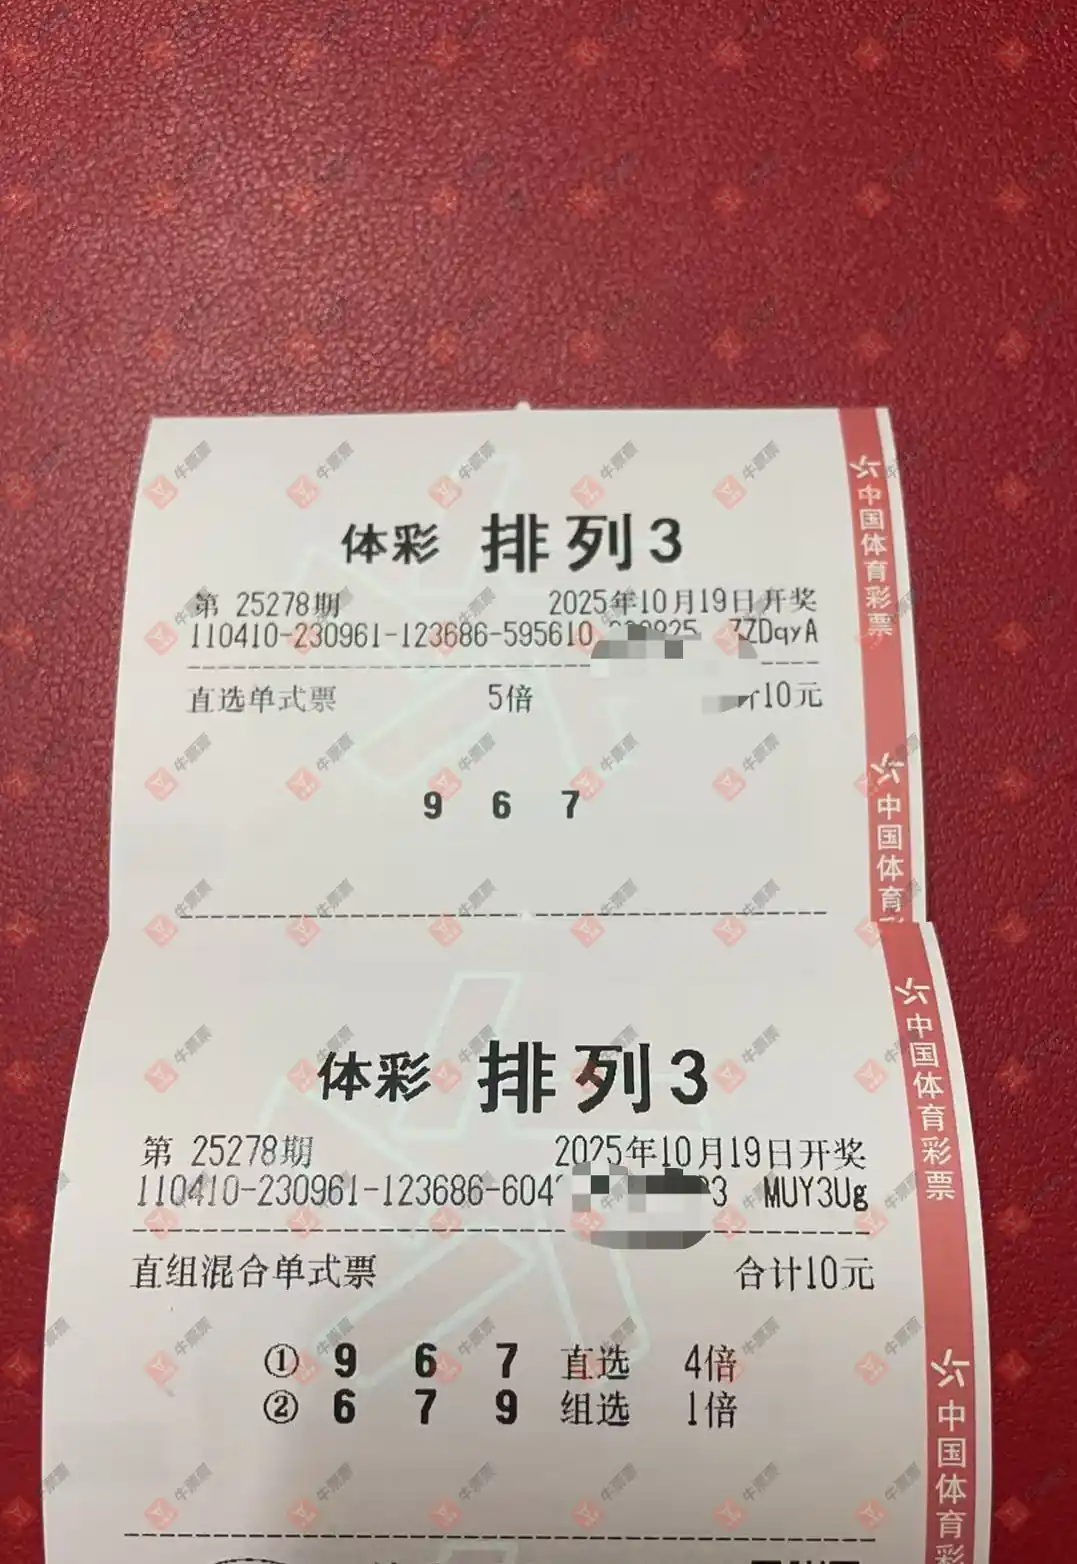 体彩 排列3
第 25278期 2025年10月19日开奖
110410-230961-123686-595610 ZDqyA
直选单式票 5倍 10元
9 6 7
体彩 排列3
第 25278期 2025年10月19日开奖
110410-230961-123686-604 3 MUY3Ug
直组混合单式票 合计10元
① 9 6 7 直选 4倍
② 6 7 9 组选 1倍
中国体育彩票
中国体育
中国体育彩票
中国体育彩
牛票票